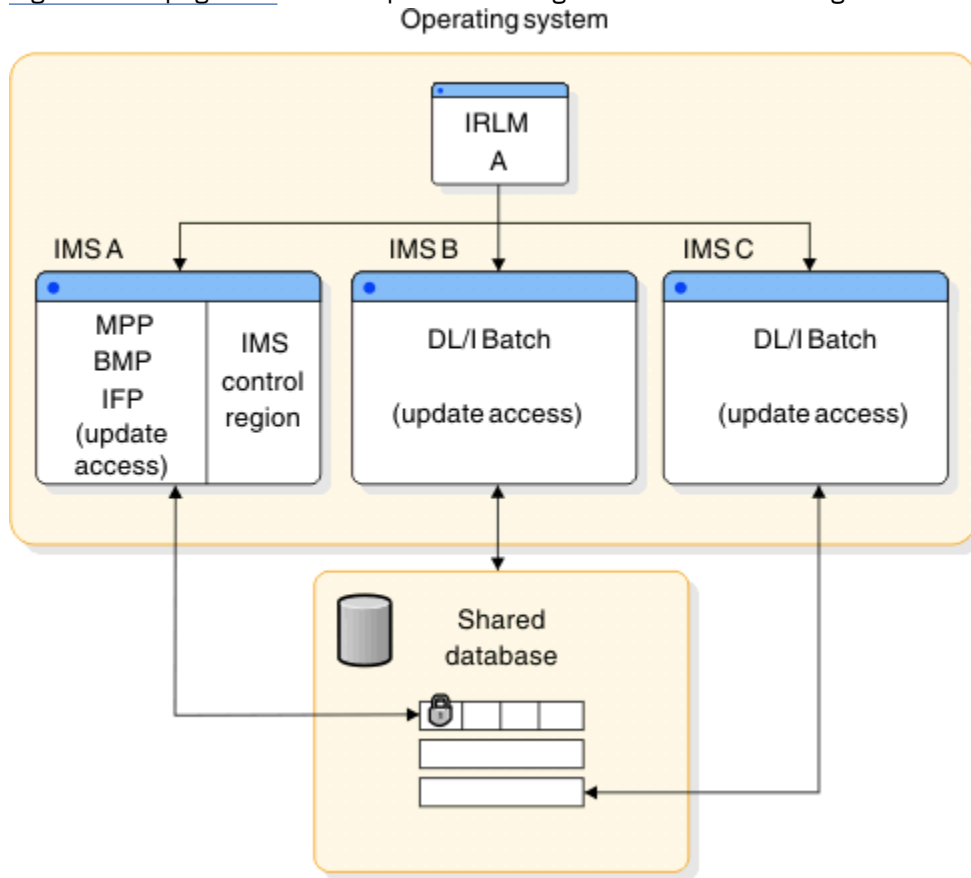 Operating system
IRLM
A
IMS A
IMS B
IMS C
MPP
BMP
IFP
(update
access)
IMS
control
region
DL/I Batch
(update access)
DL/I Batch
(update access)
Shared
database